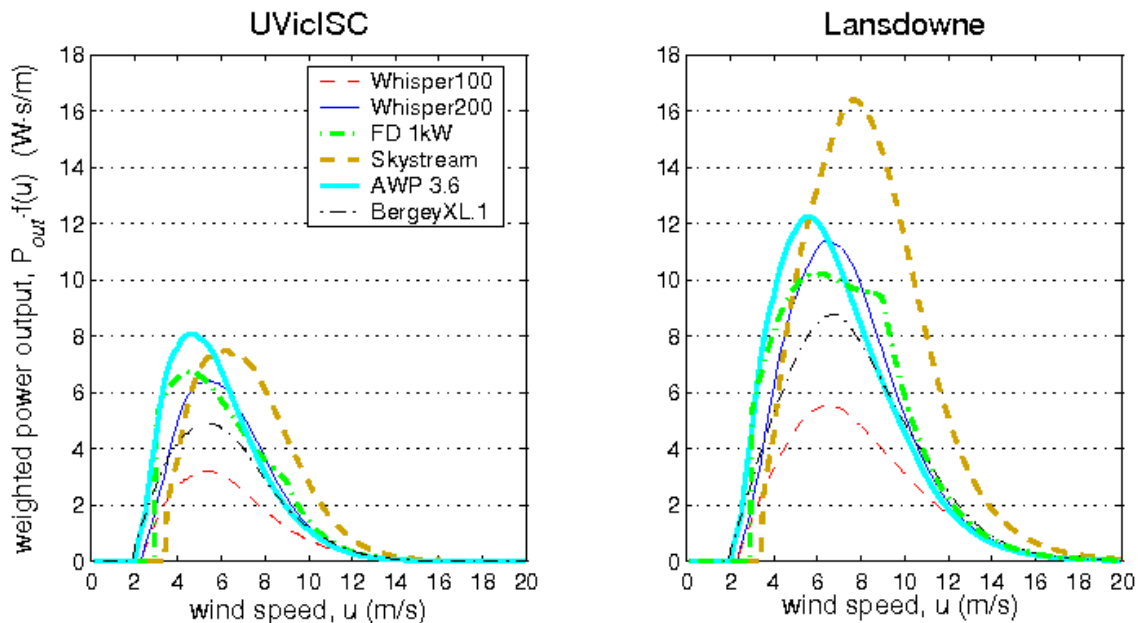 UVicISC
Lansdowne
weighted power output, P_out·f(u) (W·s/m)
18
16
14
12
10
8
6
4
2
0
Whisper100
Whisper200
FD 1kW
Skystream
AWP 3.6
BergeyXL.1
0 2 4 6 8 10 12 14 16 18 20
wind speed, u (m/s)
18
16
14
12
10
8
6
4
2
0
0 2 4 6 8 10 12 14 16 18 20
wind speed, u (m/s)